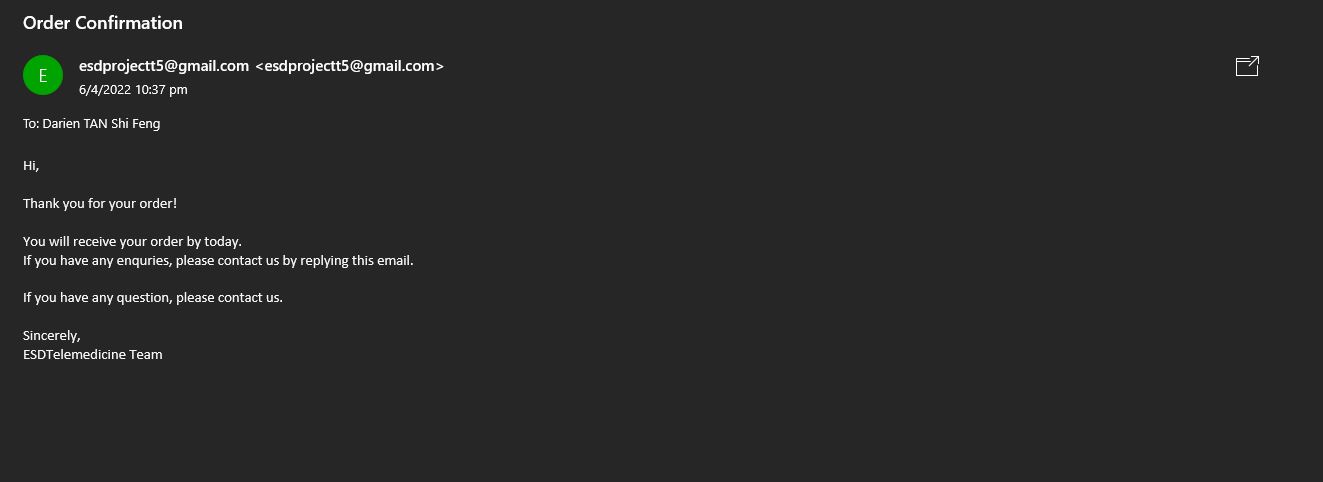 Order Confirmation
E
esdprojectt5@gmail.com <esdprojectt5@gmail.com>
6/4/2022 10:37 pm
To: Darien TAN Shi Feng
Hi,
Thank you for your order!
You will receive your order by today.
If you have any enquries, please contact us by replying this email.
If you have any question, please contact us.
Sincerely,
ESDTelemedicine Team